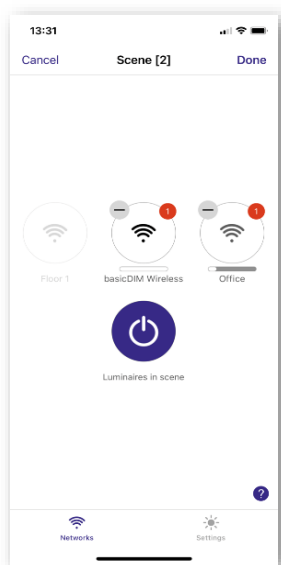 13:31
Cancel Scene [2] Done
1 1
Floor 1 basicDIM Wireless Office
Luminaires in scene
?
Networks Settings